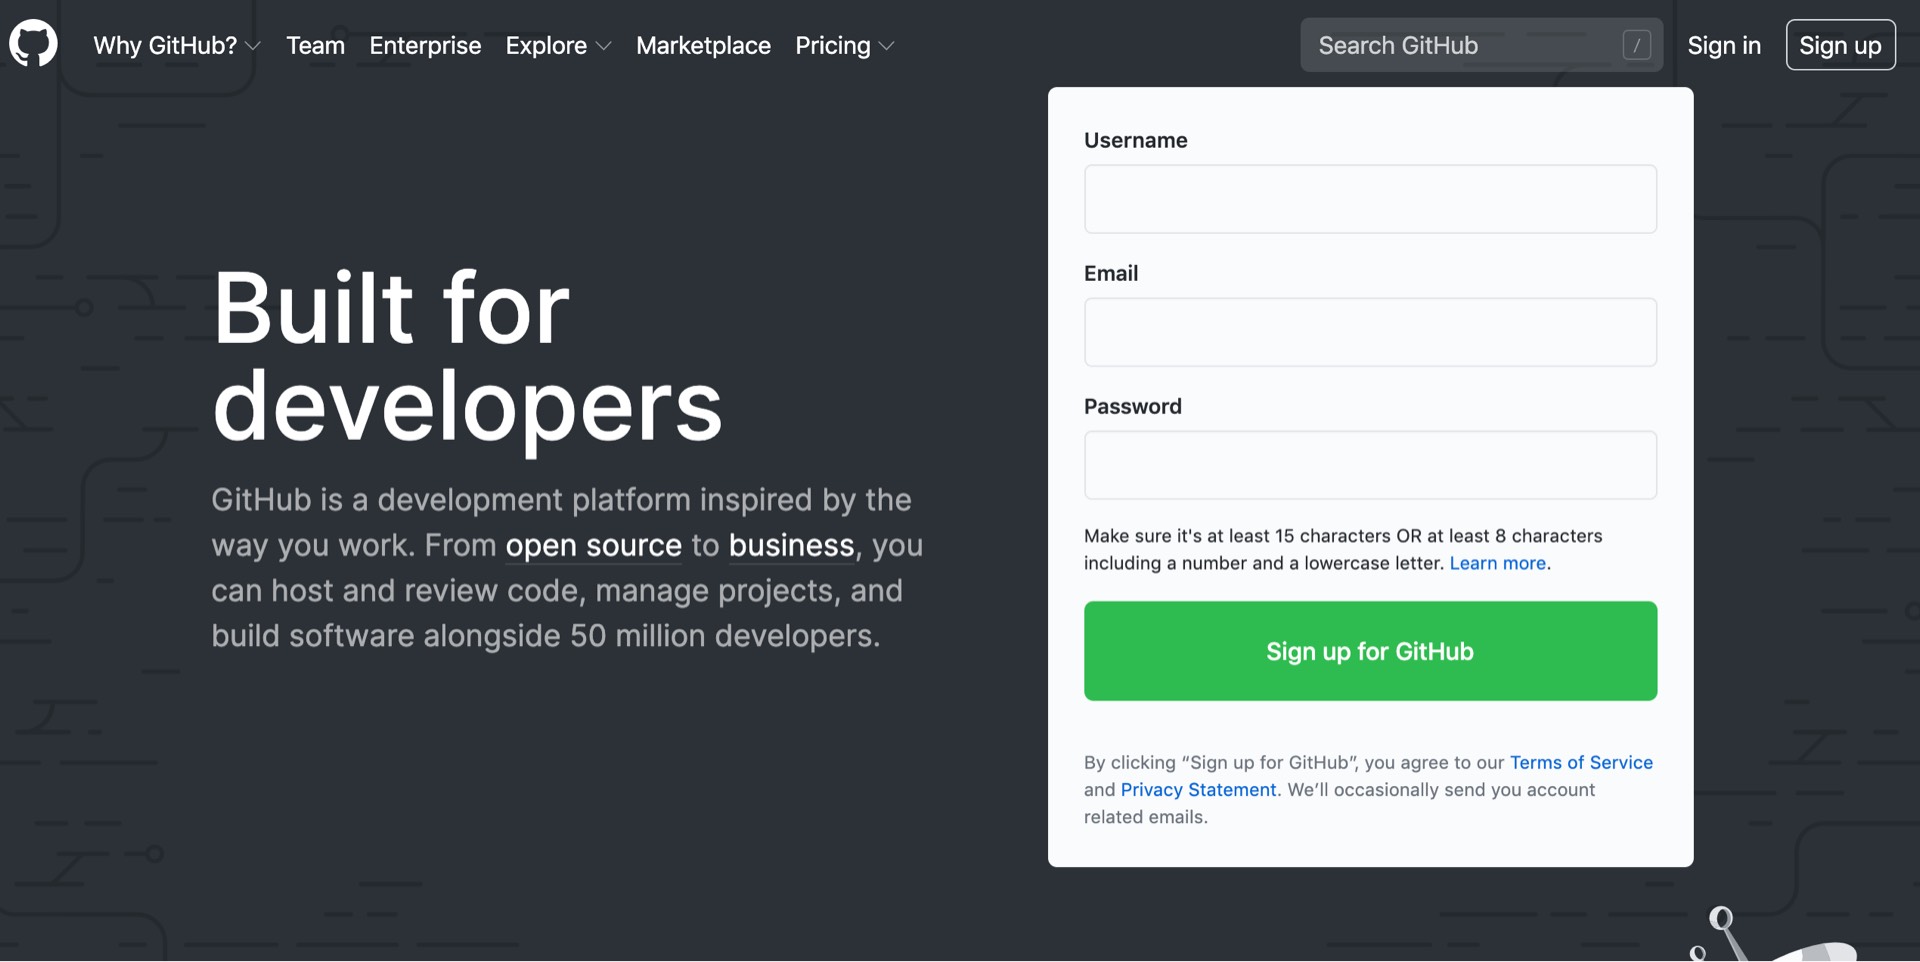 Why GitHub? Team Enterprise Explore Marketplace Pricing Search GitHub / Sign in Sign up
Built for
developers
GitHub is a development platform inspired by the
way you work. From open source to business, you
can host and review code, manage projects, and
build software alongside 50 million developers.
Username
Email
Password
Make sure it's at least 15 characters OR at least 8 characters
including a number and a lowercase letter. Learn more.
Sign up for GitHub
By clicking “Sign up for GitHub”, you agree to our Terms of Service
and Privacy Statement. We’ll occasionally send you account
related emails.